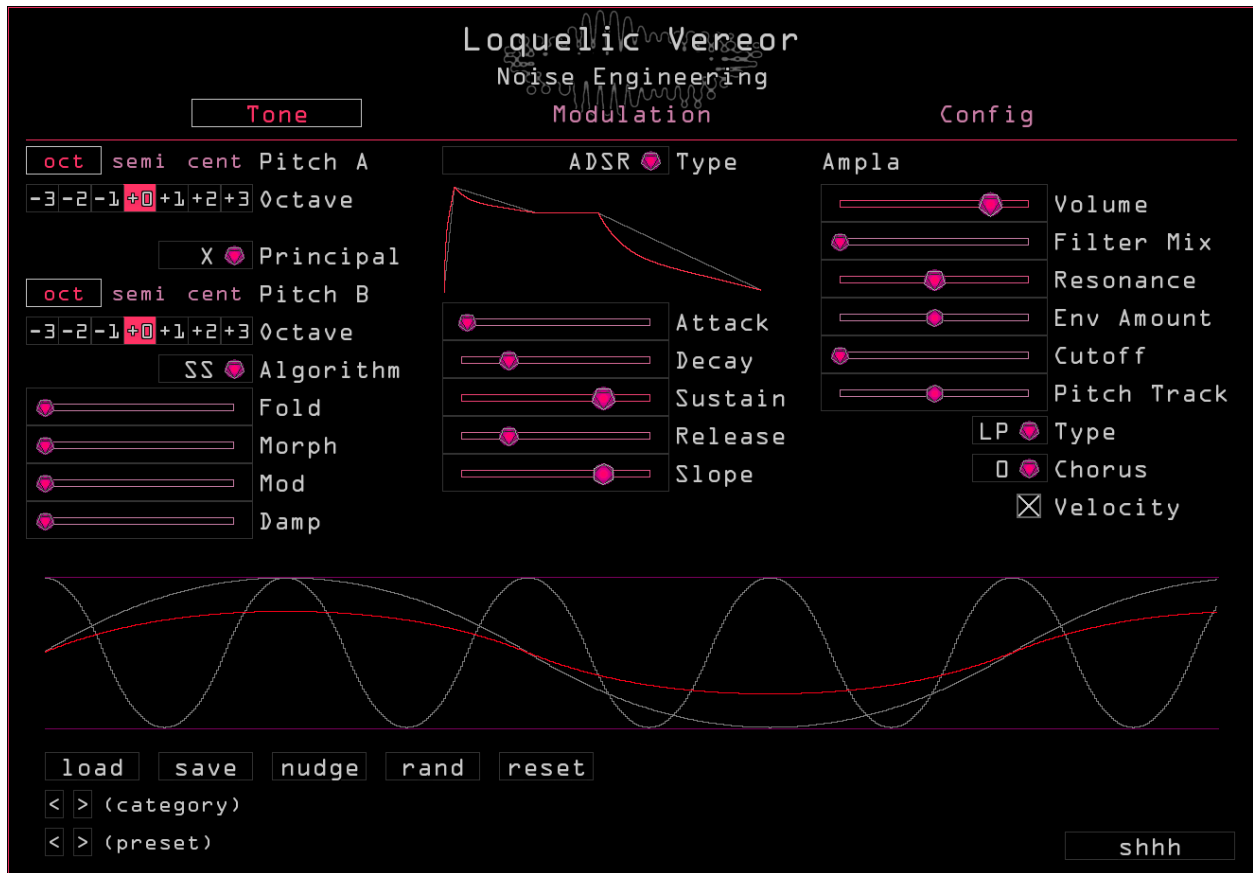 Loquelic Vereor
Noise Engineering
Tone Modulation Config
oct semi cent Pitch A
-3 -2 -1 +0 +1 +2 +3 Octave
X Principal
oct semi cent Pitch B
-3 -2 -1 +0 +1 +2 +3 Octave
SS Algorithm
Fold
Morph
Mod
Damp
ADSR Type
Attack
Decay
Sustain
Release
Slope
Ampla
Volume
Filter Mix
Resonance
Env Amount
Cutoff
Pitch Track
LP Type
0 Chorus
Velocity
load save nudge rand reset
< > (category)
< > (preset)
shhh